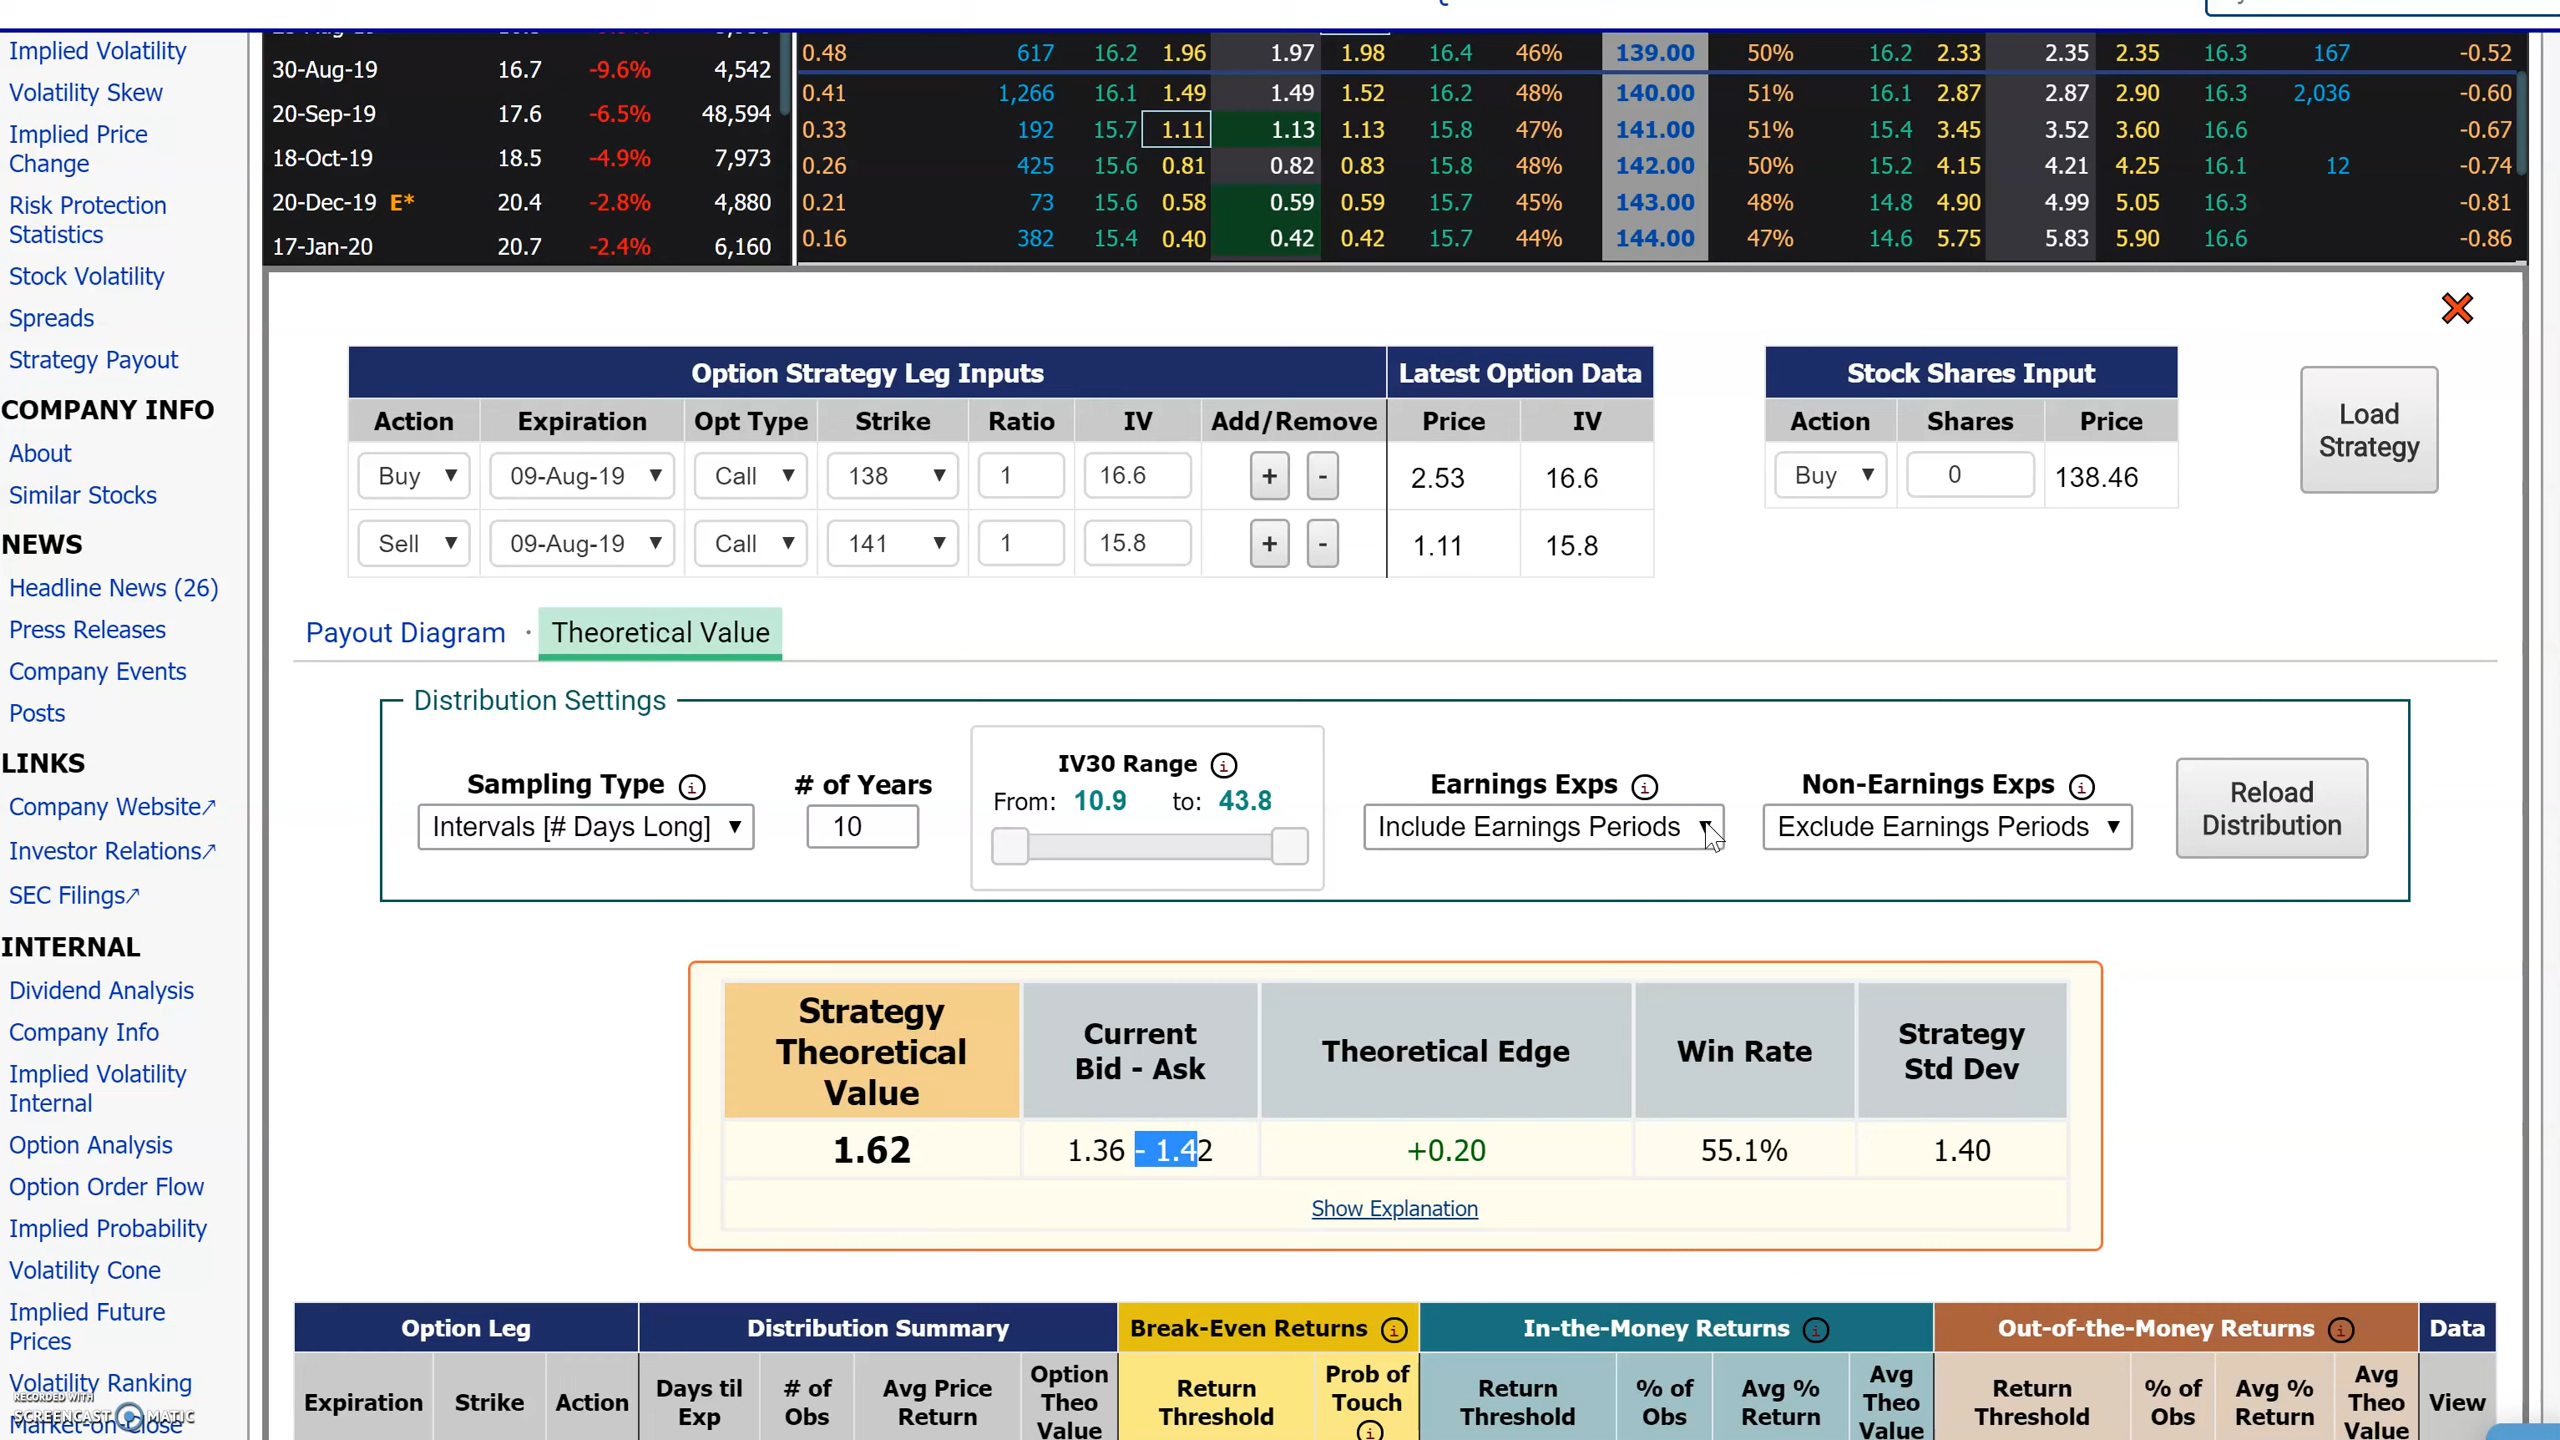 Implied Volatility
Volatility Skew
Implied Price
Change
Risk Protection
Statistics
Stock Volatility
Spreads
Strategy Payout
COMPANY INFO
About
Similar Stocks
NEWS
Headline News (26)
Press Releases
Company Events
Posts
LINKS
Company Website↗
Investor Relations↗
SEC Filings↗
INTERNAL
Dividend Analysis
Company Info
Implied Volatility
Internal
Option Analysis
Option Order Flow
Implied Probability
Volatility Cone
Implied Future
Prices
Volatility Ranking
Market-on-Close
RECORDED WITH
SCREENCAST MATIC
30-Aug-19 16.7 -9.6% 4,542
20-Sep-19 17.6 -6.5% 48,594
18-Oct-19 18.5 -4.9% 7,973
20-Dec-19 E* 20.4 -2.8% 4,880
17-Jan-20 20.7 -2.4% 6,160
0.48 617 16.2 1.96 1.97 1.98 16.4 46% 139.00 50% 16.2 2.33 2.35 2.35 16.3 167 -0.52
0.41 1,266 16.1 1.49 1.49 1.52 16.2 48% 140.00 51% 16.1 2.87 2.87 2.90 16.3 2,036 -0.60
0.33 192 15.7 1.11 1.13 1.13 15.8 47% 141.00 51% 15.4 3.45 3.52 3.60 16.6 -0.67
0.26 425 15.6 0.81 0.82 0.83 15.8 48% 142.00 50% 15.2 4.15 4.21 4.25 16.1 12 -0.74
0.21 73 15.6 0.58 0.59 0.59 15.7 45% 143.00 48% 14.8 4.90 4.99 5.05 16.3 -0.81
0.16 382 15.4 0.40 0.42 0.42 15.7 44% 144.00 47% 14.6 5.75 5.83 5.90 16.6 -0.86
Option Strategy Leg Inputs Latest Option Data
Action Expiration Opt Type Strike Ratio IV Add/Remove Price IV
Buy 09-Aug-19 Call 138 1 16.6 + - 2.53 16.6
Sell 09-Aug-19 Call 141 1 15.8 + - 1.11 15.8
Stock Shares Input
Action Shares Price
Buy 0 138.46
Load
Strategy
Payout Diagram · Theoretical Value
Distribution Settings
Sampling Type
Intervals [# Days Long]
# of Years
10
IV30 Range
From: 10.9 to: 43.8
Earnings Exps
Include Earnings Periods
Non-Earnings Exps
Exclude Earnings Periods
Reload
Distribution
Strategy
Theoretical
Value
Current
Bid - Ask
Theoretical Edge
Win Rate
Strategy
Std Dev
1.62 1.36 - 1.42 +0.20 55.1% 1.40
Show Explanation
Option Leg Distribution Summary Break-Even Returns In-the-Money Returns Out-of-the-Money Returns Data
Expiration
Strike
Action
Days til
Exp
# of
Obs
Avg Price
Return
Option
Theo
Value
Return
Threshold
Prob of
Touch
Return
Threshold
% of
Obs
Avg %
Return
Avg
Theo
Value
Return
Threshold
% of
Obs
Avg %
Return
Avg
Theo
Value
View